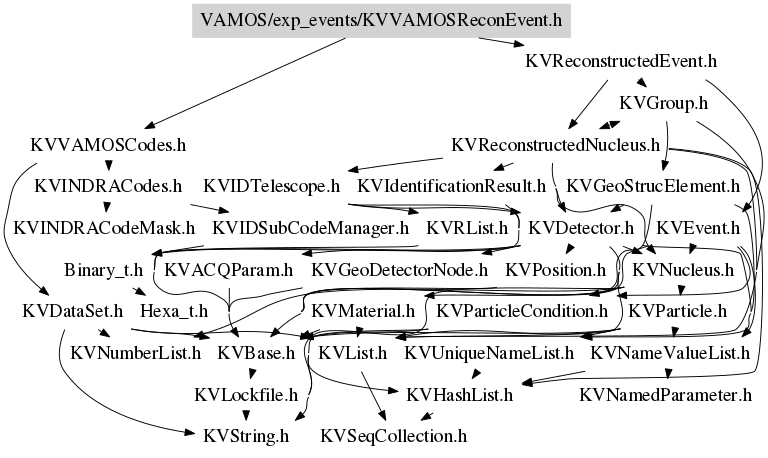 VAMOS/exp_events/KVVAMOSReconEvent.h
KVReconstructedEvent.h
KVGroup.h
KVVAMOSCodes.h KVReconstructedNucleus.h
KVINDRACodes.h KVIDTelescope.h KVIdentificationResult.h KVGeoStrucElement.h
KVINDRACodeMask.h KVIDSubCodeManager.h KVRList.h KVDetector.h KVEvent.h
Binary_t.h KVACQParam.h KVGeoDetectorNode.h KVPosition.h KVNucleus.h
KVDataSet.h Hexa_t.h KVMaterial.h KVParticleCondition.h KVParticle.h
KVNumberList.h KVBase.h KVList.h KVUniqueNameList.h KVNameValueList.h
KVLockfile.h KVHashList.h KVNamedParameter.h
KVString.h KVSeqCollection.h